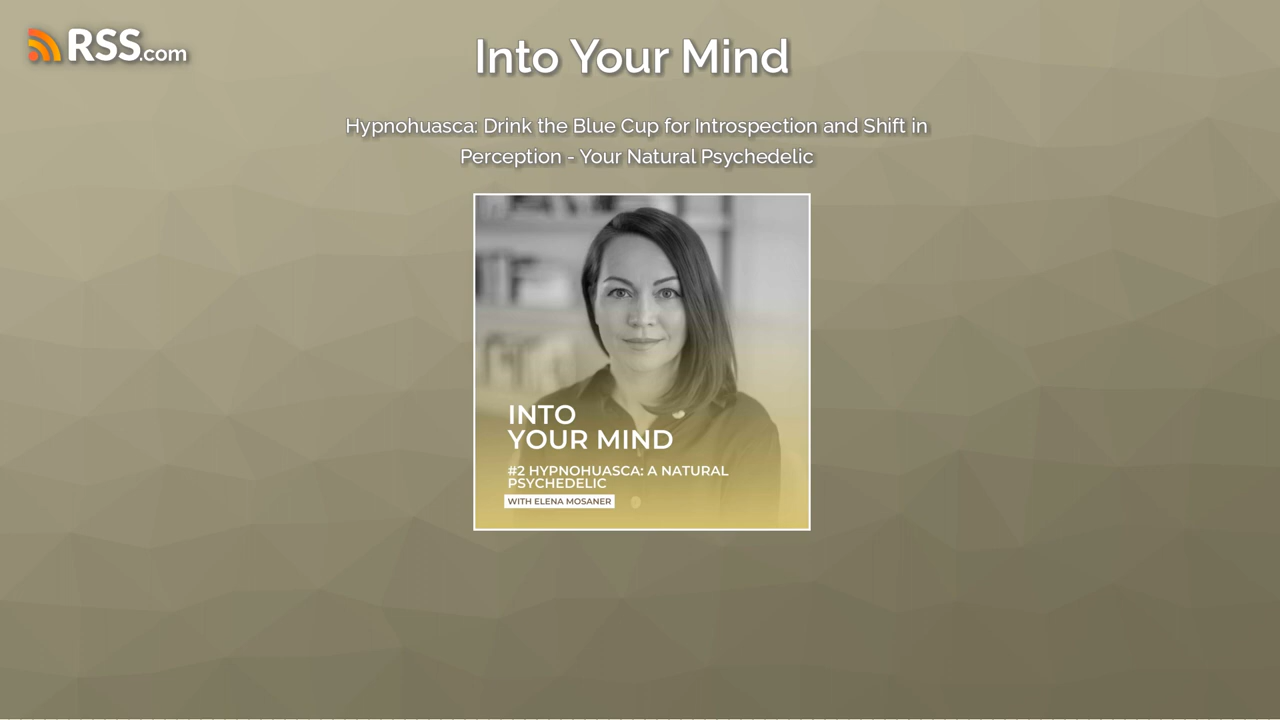 RSS.com
Into Your Mind
Hypnohuasca: Drink the Blue Cup for Introspection and Shift in
Perception - Your Natural Psychedelic
INTO
YOUR MIND
#2 HYPNOHUASCA: A NATURAL
PSYCHEDELIC
WITH ELENA MOSANER